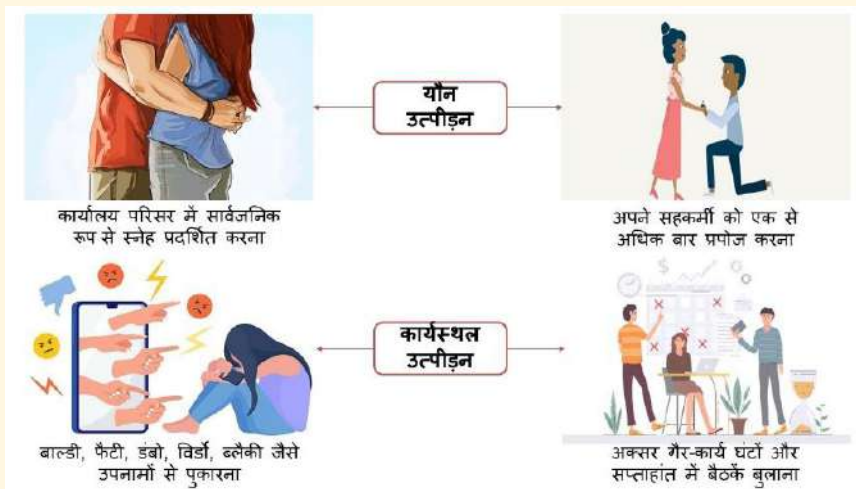 यौन
उत्पीड़न
कार्यालय परिसर में सार्वजनिक
रूप से स्नेह प्रदर्शित करना
अपने सहकर्मी को एक से
अधिक बार प्रपोज करना
कार्यस्थल
उत्पीड़न
बाल्डी, फैटी, डंबो, विर्डो, ब्लैकी जैसे
उपनामों से पुकारना
अक्सर गैर-कार्य घंटों और
सप्ताहांत में बैठकें बुलाना